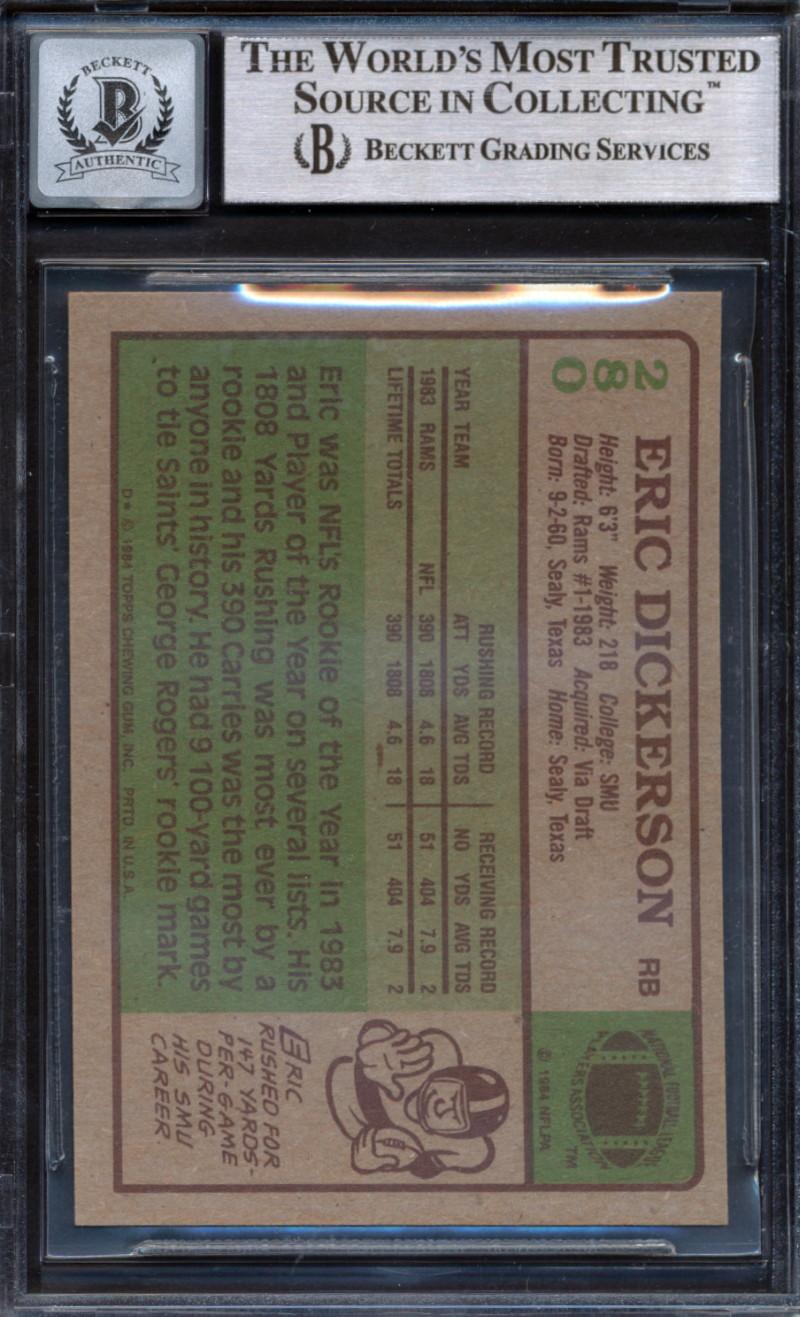 BECKETT
B
AUTHENTIC
THE WORLD'S MOST TRUSTED
SOURCE IN COLLECTING™
B BECKETT GRADING SERVICES
280
ERIC DICKERSON RB
Height: 6'3" Weight: 218 College: SMU
Drafted: Rams #1-1983 Acquired: Via Draft
Born: 9-2-60, Sealy, Texas Home: Sealy, Texas
NATIONAL FOOTBALL LEAGUE
PLAYERS ASSOCIATION
TM
© 1984 NFLPA
RUSHING RECORD RECEIVING RECORD
YEAR TEAM ATT YDS AVG TDS NO YDS AVG TDS
1983 RAMS NFL 390 1808 4.6 18 51 404 7.9 2
LIFETIME TOTALS 390 1808 4.6 18 51 404 7.9 2
Eric was NFL's Rookie of the Year in 1983
and Player of the Year on several lists. His
1808 Yards Rushing was most ever by a
rookie and his 390 Carries was the most by
anyone in history. He had 9 100-yard games
to tie Saints' George Rogers' rookie mark.
D* © 1984 TOPPS CHEWING GUM, INC. PRTD. IN U.S.A.
ERIC
RUSHED FOR
147 YARDS-
PER-GAME
DURING
HIS SMU
CAREER.